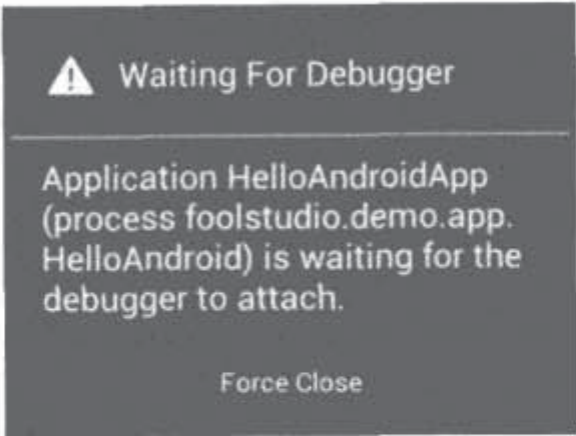 Waiting For Debugger
Application HelloAndroidApp
(process foolstudio.demo.app.
HelloAndroid) is waiting for the
debugger to attach.
Force Close